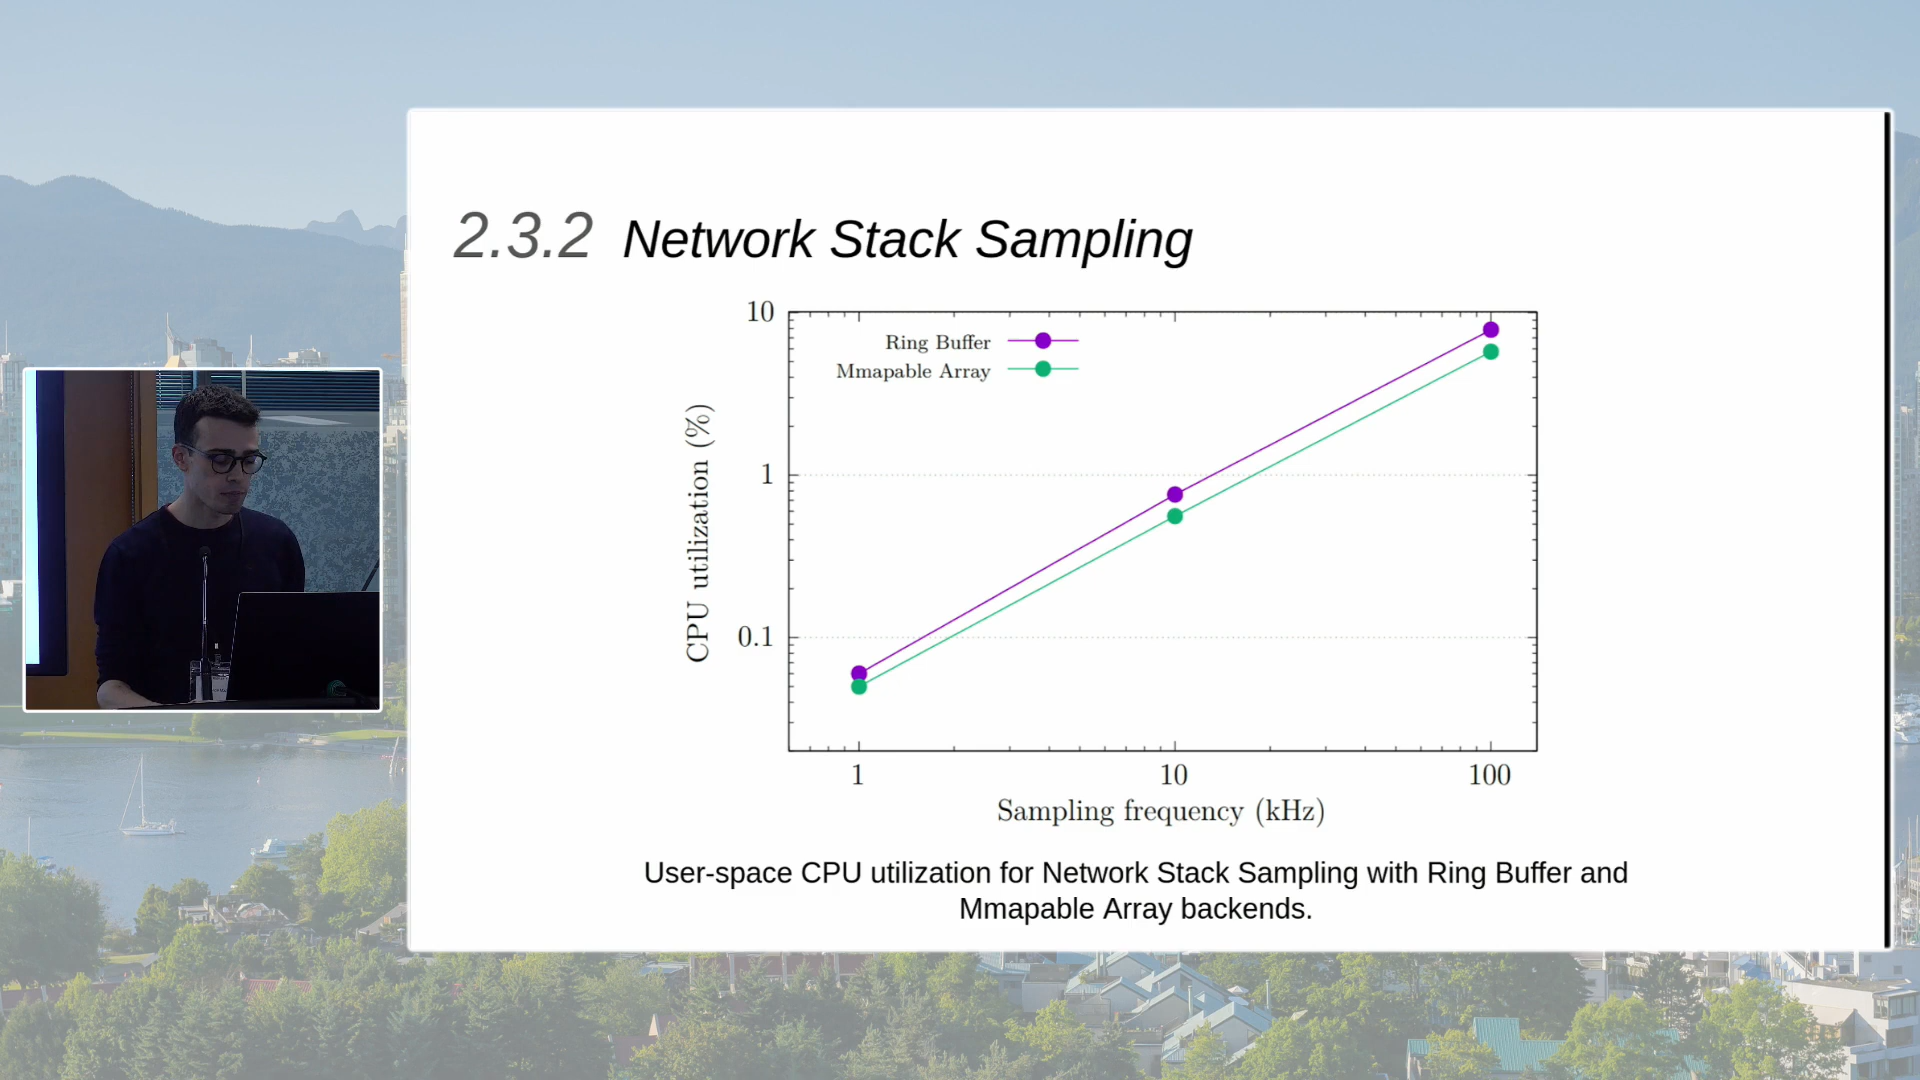 2.3.2 Network Stack Sampling
10
1
0.1
CPU utilization (%)
Ring Buffer
Mmapable Array
1 10 100
Sampling frequency (kHz)
User-space CPU utilization for Network Stack Sampling with Ring Buffer and
Mmapable Array backends.